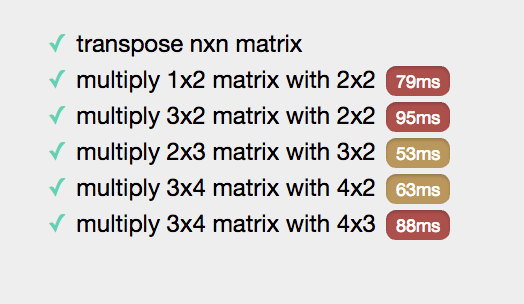 ✓ transpose nxn matrix
✓ multiply 1x2 matrix with 2x2 79ms
✓ multiply 3x2 matrix with 2x2 95ms
✓ multiply 2x3 matrix with 3x2 53ms
✓ multiply 3x4 matrix with 4x2 63ms
✓ multiply 3x4 matrix with 4x3 88ms